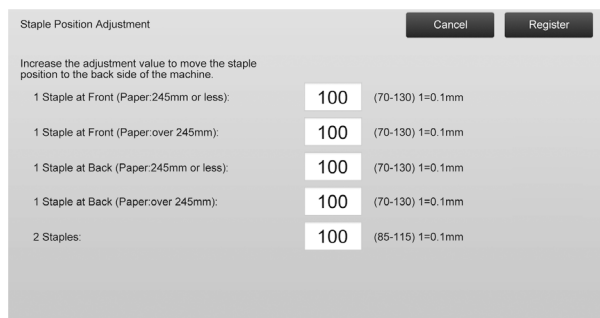 Staple Position Adjustment
Cancel
Register
Increase the adjustment value to move the staple
position to the back side of the machine.
1 Staple at Front (Paper:245mm or less): 100 (70-130) 1=0.1mm
1 Staple at Front (Paper:over 245mm): 100 (70-130) 1=0.1mm
1 Staple at Back (Paper:245mm or less): 100 (70-130) 1=0.1mm
1 Staple at Back (Paper:over 245mm): 100 (70-130) 1=0.1mm
2 Staples: 100 (85-115) 1=0.1mm